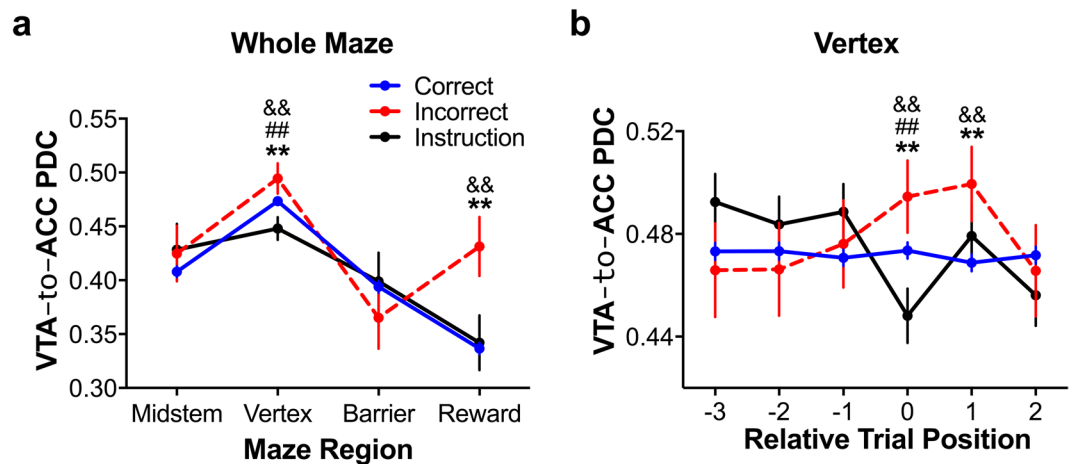 a
Whole Maze
Correct
Incorrect
Instruction
&&
##
**
&&
**
VTA-to-ACC PDC
0.55
0.50
0.45
0.40
0.35
0.30
Midstem Vertex Barrier Reward
Maze Region
b
Vertex
&&
##
**
&&
**
VTA-to-ACC PDC
0.52
0.48
0.44
-3 -2 -1 0 1 2
Relative Trial Position